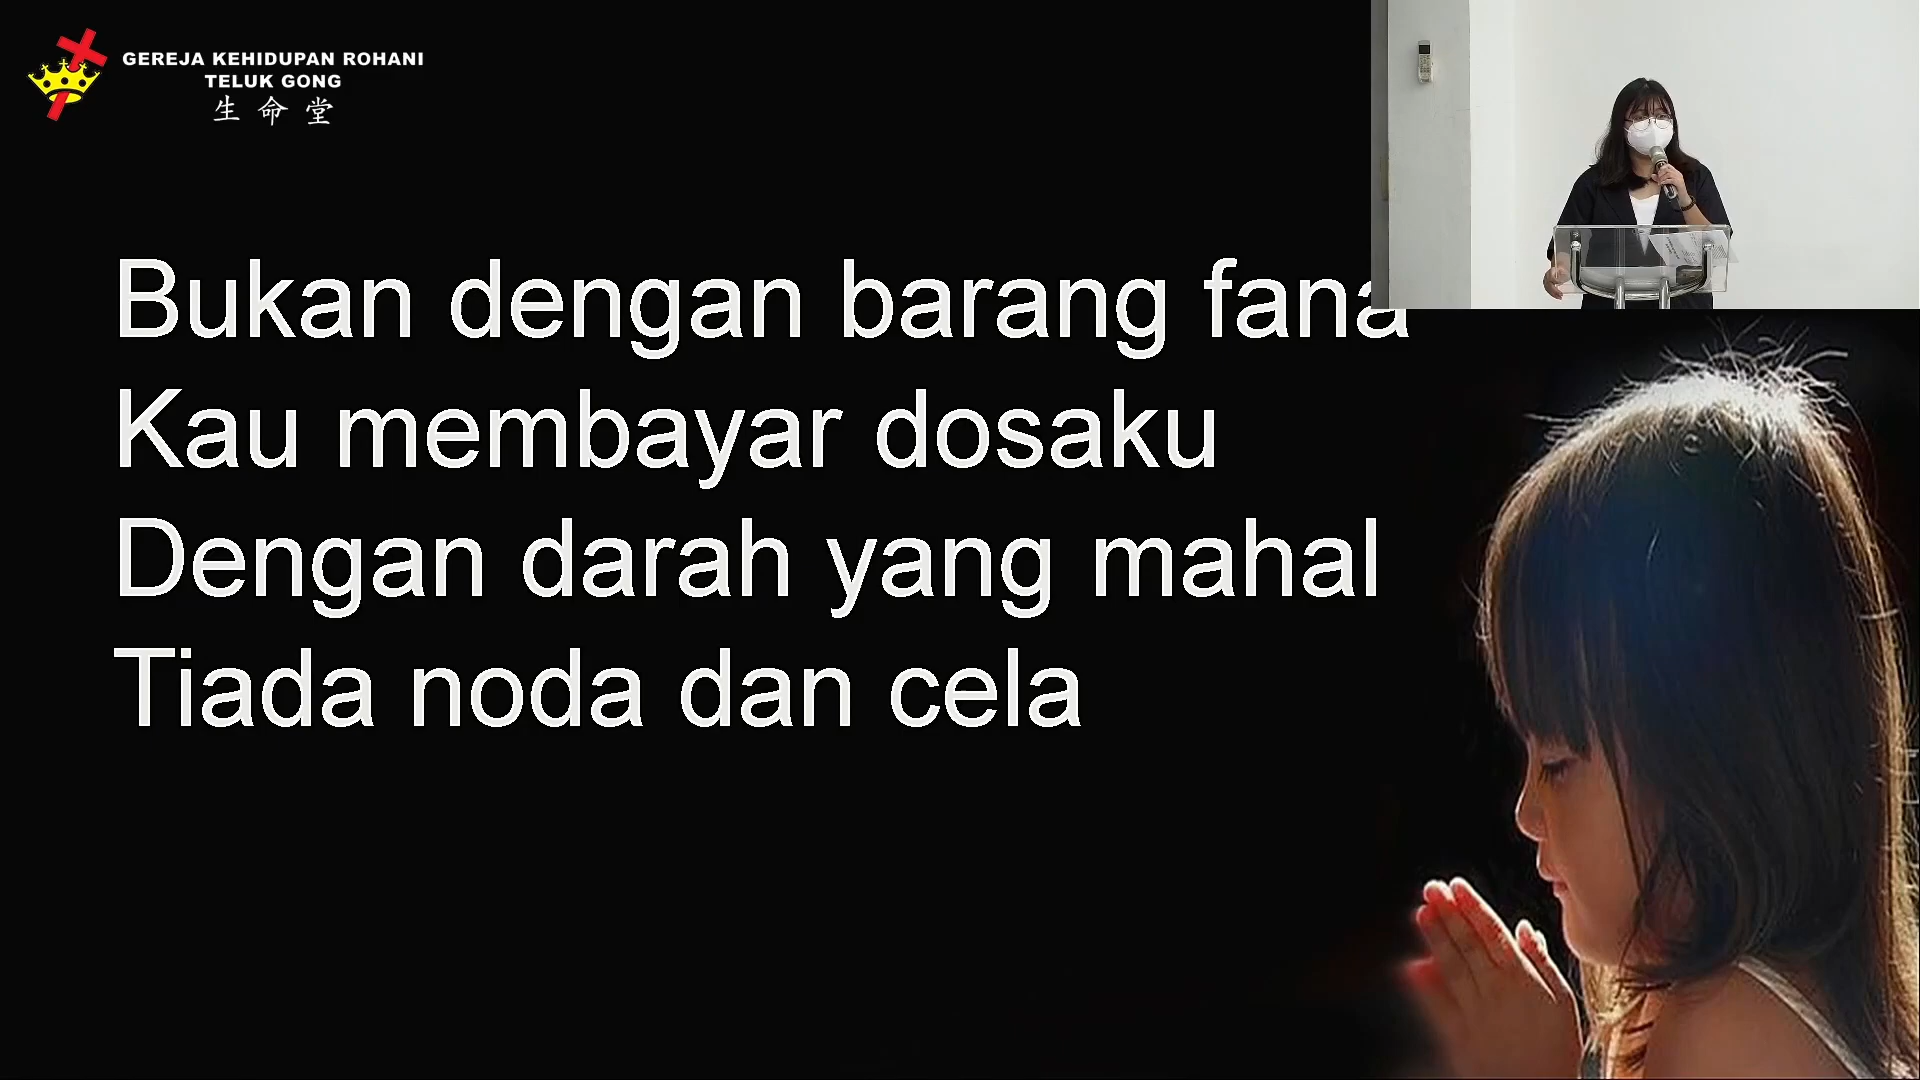 GEREJA KEHIDUPAN ROHANI
TELUK GONG
生命堂
Bukan dengan barang fana
Kau membayar dosaku
Dengan darah yang mahal
Tiada noda dan cela